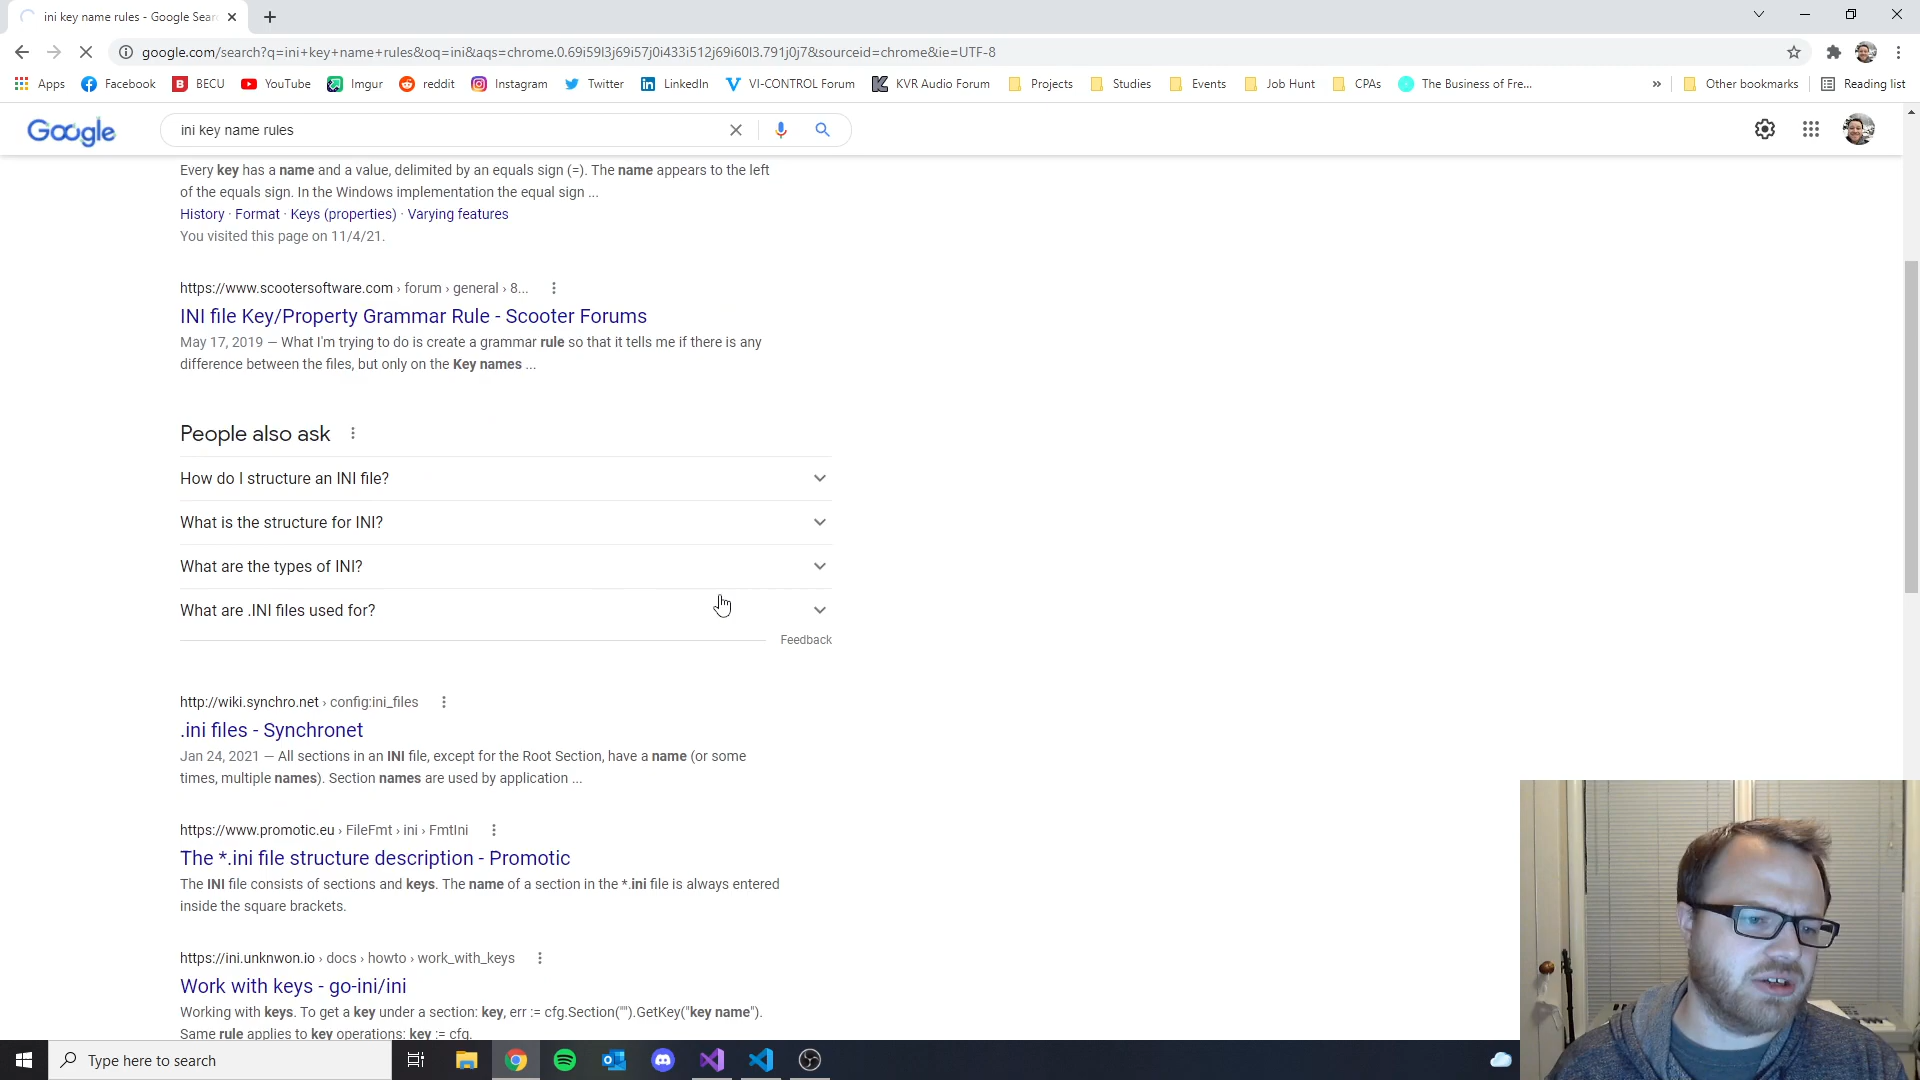 ini key name rules - Google Sear
google.com/search?q=ini+key+name+rules&oq=ini&aqs=chrome.0.69i59l3j69i57j0i433i512j69i60l3.791j0j7&sourceid=chrome&ie=UTF-8
Apps Facebook BECU YouTube Imgur reddit Instagram Twitter LinkedIn VI-CONTROL Forum KVR Audio Forum Projects Studies Events Job Hunt CPAs The Business of Fre... » Other bookmarks Reading list
Google ini key name rules
Every key has a name and a value, delimited by an equals sign (=). The name appears to the left
of the equals sign. In the Windows implementation the equal sign ...
History · Format · Keys (properties) · Varying features
You visited this page on 11/4/21.
https://www.scootersoftware.com › forum › general › 8...
INI file Key/Property Grammar Rule - Scooter Forums
May 17, 2019 — What I'm trying to do is create a grammar rule so that it tells me if there is any
difference between the files, but only on the Key names ...
People also ask
How do I structure an INI file?
What is the structure for INI?
What are the types of INI?
What are .INI files used for?
Feedback
http://wiki.synchro.net › config:ini_files
.ini files - Synchronet
Jan 24, 2021 — All sections in an INI file, except for the Root Section, have a name (or some
times, multiple names). Section names are used by application ...
https://www.promotic.eu › FileFmt › ini › FmtIni
The *.ini file structure description - Promotic
The INI file consists of sections and keys. The name of a section in the *.ini file is always entered
inside the square brackets.
https://ini.unknwon.io › docs › howto › work_with_keys
Work with keys - go-ini/ini
Working with keys. To get a key under a section: key, err := cfg.Section("").GetKey("key name").
Same rule applies to key operations: key := cfg.
Type here to search